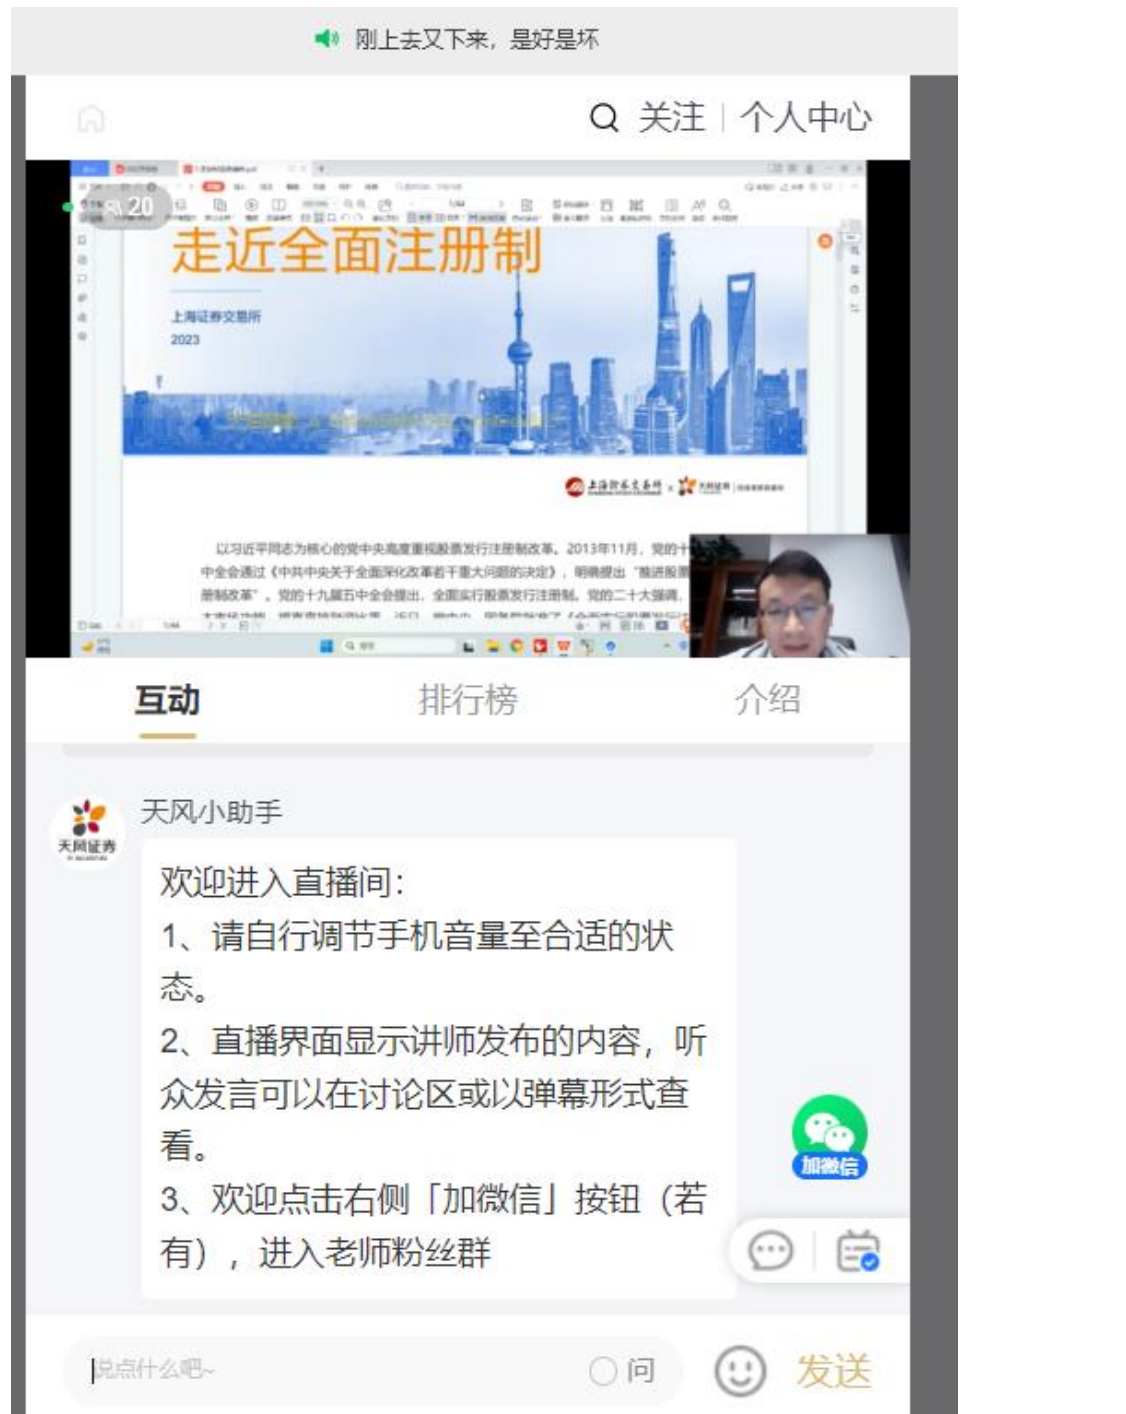 刚上去又下来，是好是坏
关注 个人中心
20
走近全面注册制
上海证券交易所
2023
上海证券交易所 × 天风证券
以习近平同志为核心的党中央高度重视股票发行注册制改革。2013年11月，党的十
中全会通过《中共中央关于全面深化改革若干重大问题的决定》，明确提出“推进股票
册制改革”。党的十九届五中全会提出，全面实行股票发行注册制。党的二十大强调，
互动 排行榜 介绍
天风小助手
天风证券
欢迎进入直播间：
1、请自行调节手机音量至合适的状
态。
2、直播界面显示讲师发布的内容，听
众发言可以在讨论区或以弹幕形式查
看。
3、欢迎点击右侧「加微信」按钮（若
有），进入老师粉丝群
加微信
说点什么吧~ 问 发送